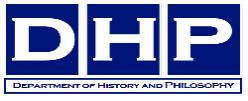 DHP
DEPARTMENT OF HISTORY AND PHILOSOPHY